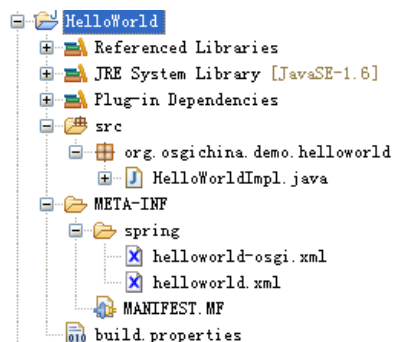 HelloWorld
Referenced Libraries
JRE System Library [JavaSE-1.6]
Plug-in Dependencies
src
org.osgichina.demo.helloworld
HelloWorldImpl.java
META-INF
spring
helloworld-osgi.xml
helloworld.xml
MANIFEST.MF
build.properties